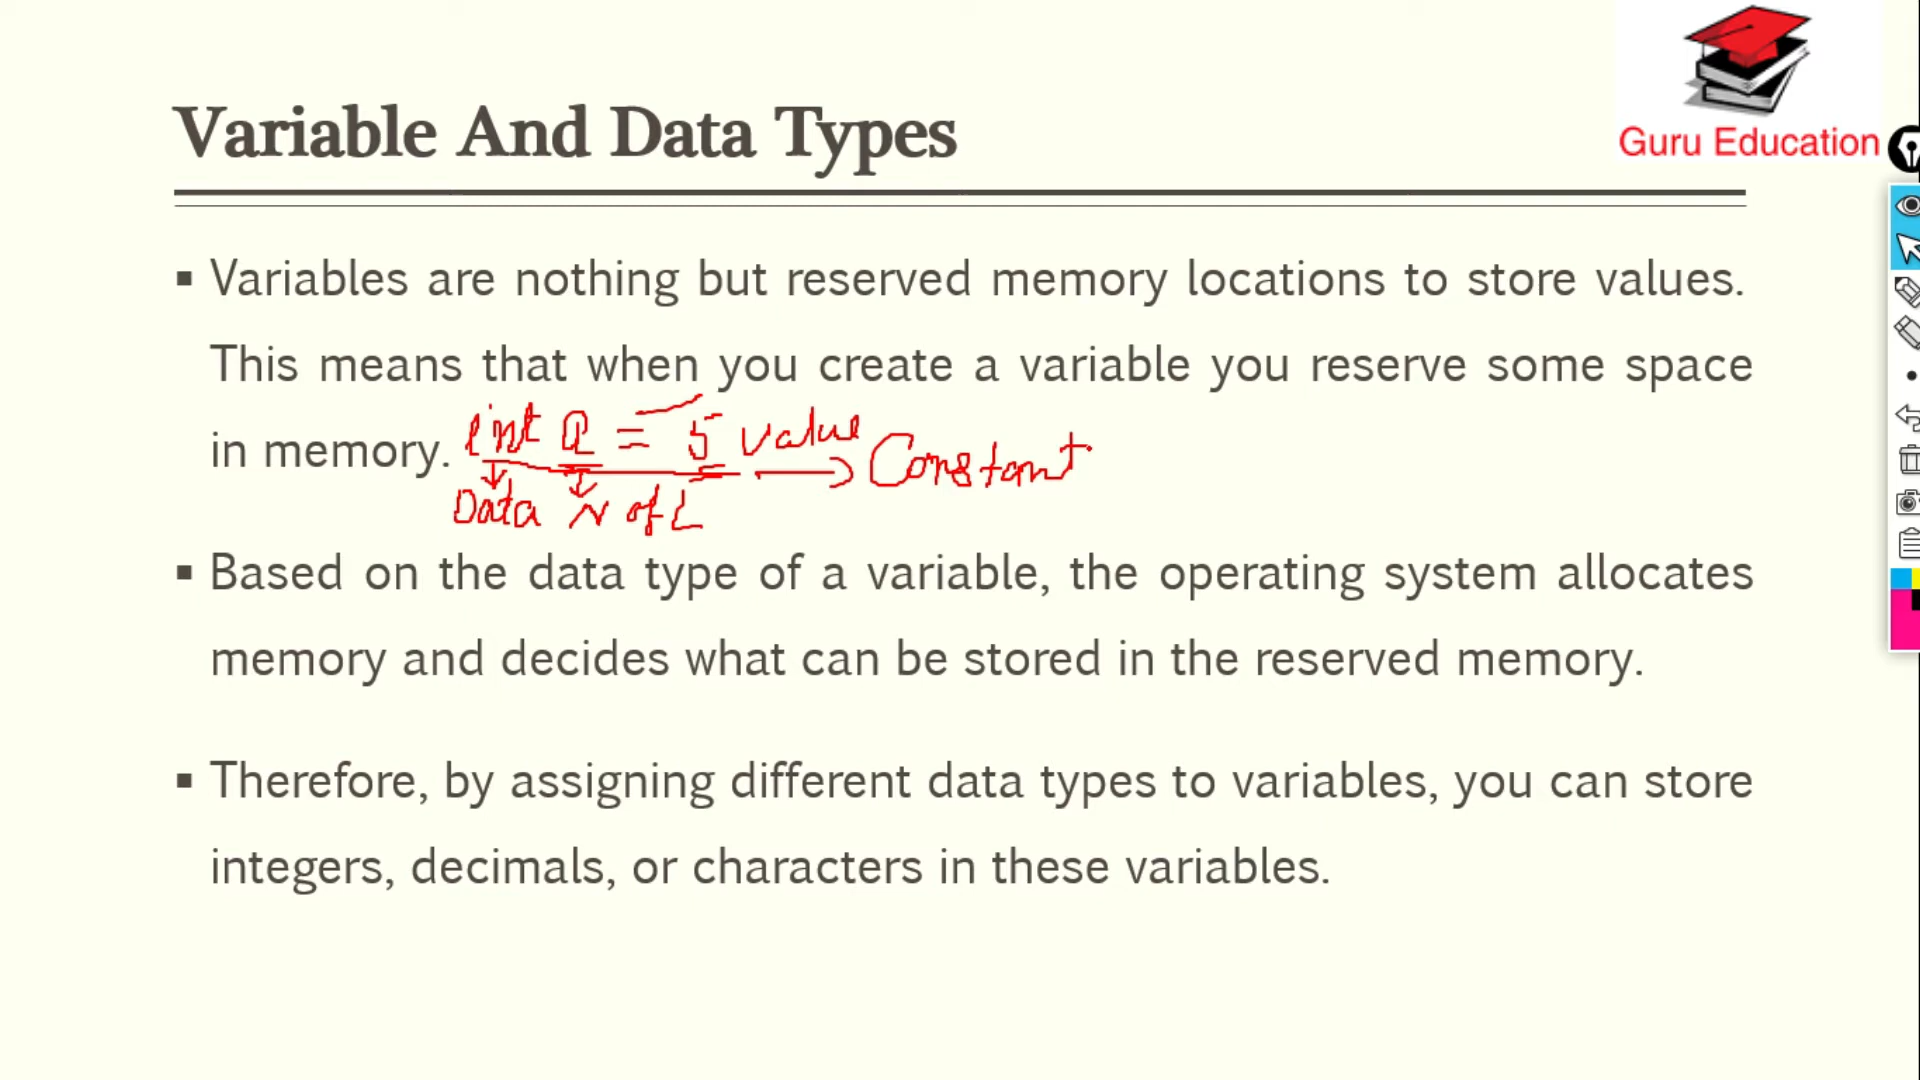 Guru Education
Variable And Data Types
▪ Variables are nothing but reserved memory locations to store values.
This means that when you create a variable you reserve some space
in memory.
int a = 5 value → Constant
Data N of L
▪ Based on the data type of a variable, the operating system allocates
memory and decides what can be stored in the reserved memory.
▪ Therefore, by assigning different data types to variables, you can store
integers, decimals, or characters in these variables.